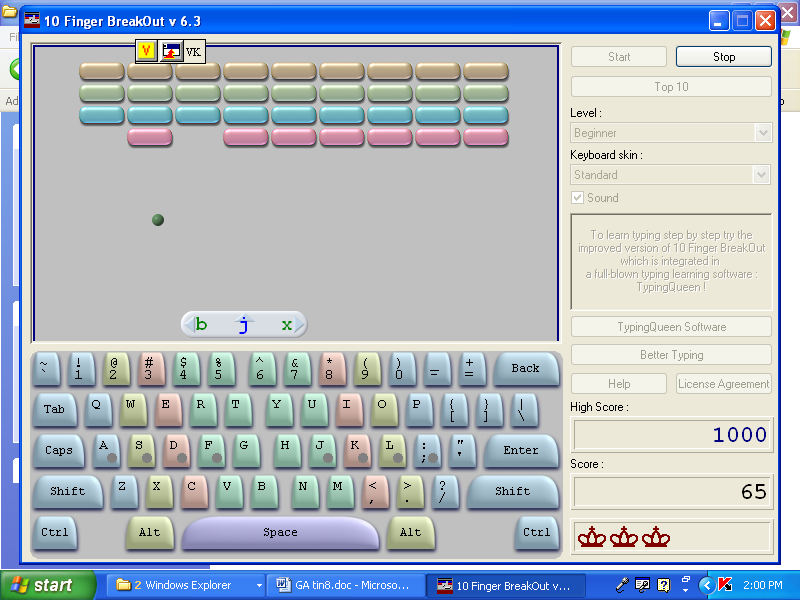 10 Finger BreakOut v 6.3
V VK
Start Stop
Top 10
Level :
Beginner
Keyboard skin :
Standard
Sound
To learn typing step by step try the
improved version of 10 Finger BreakOut
which is integrated in
a full-blown typing learning software :
TypingQueen !
TypingQueen Software
Better Typing
Help License Agreement
High Score :
1000
Score :
65
b j x
~ ! @ # $ % ^ & * ( ) _ +
` 1 2 3 4 5 6 7 8 9 0 = Back
Tab Q W E R T Y U I O P { [ } ] | \
Caps A S D F G H J K L : ; " ' Enter
Shift Z X C V B N M < , > . ? / Shift
Ctrl Alt Space Alt Ctrl
start 2 Windows Explorer GA tin8.doc - Microso... 10 Finger BreakOut v... 2:00 PM